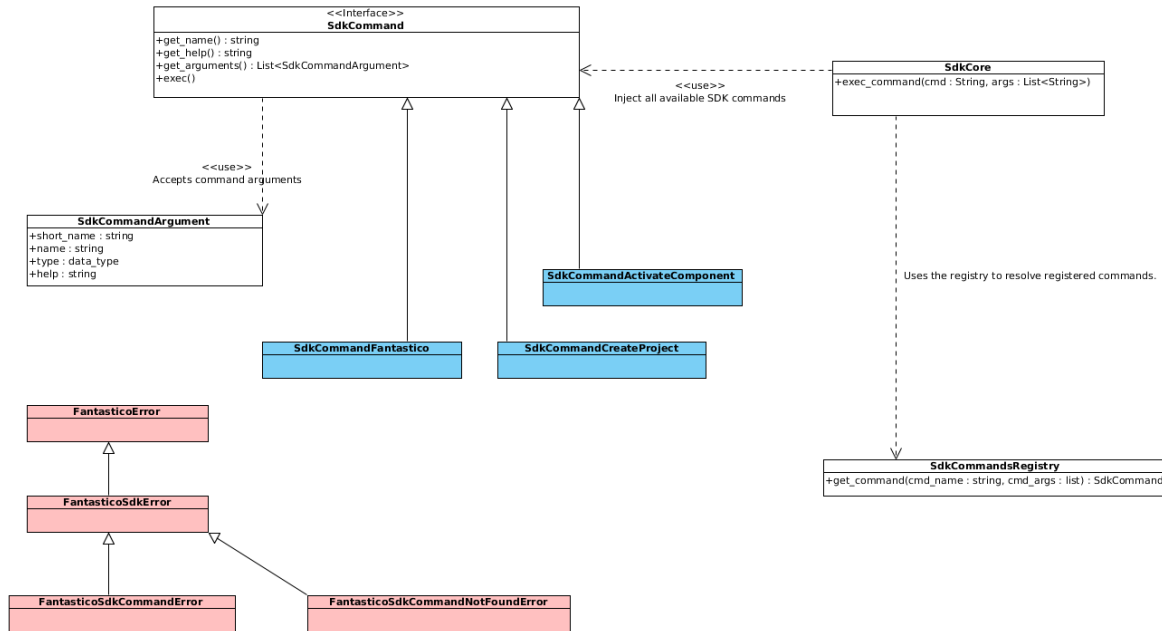 <<Interface>>
SdkCommand
+get_name() : string
+get_help() : string
+get_arguments() : List<SdkCommandArgument>
+exec()
SdkCore
+exec_command(cmd : String, args : List<String>)
<<use>>
Inject all available SDK commands
<<use>>
Accepts command arguments
SdkCommandArgument
+short_name : string
+name : string
+type : data_type
+help : string
SdkCommandActivateComponent
Uses the registry to resolve registered commands.
SdkCommandFantastico
SdkCommandCreateProject
FantasticoError
SdkCommandsRegistry
+get_command(cmd_name : string, cmd_args : list) : SdkCommand
FantasticoSdkError
FantasticoSdkCommandError
FantasticoSdkCommandNotFoundError